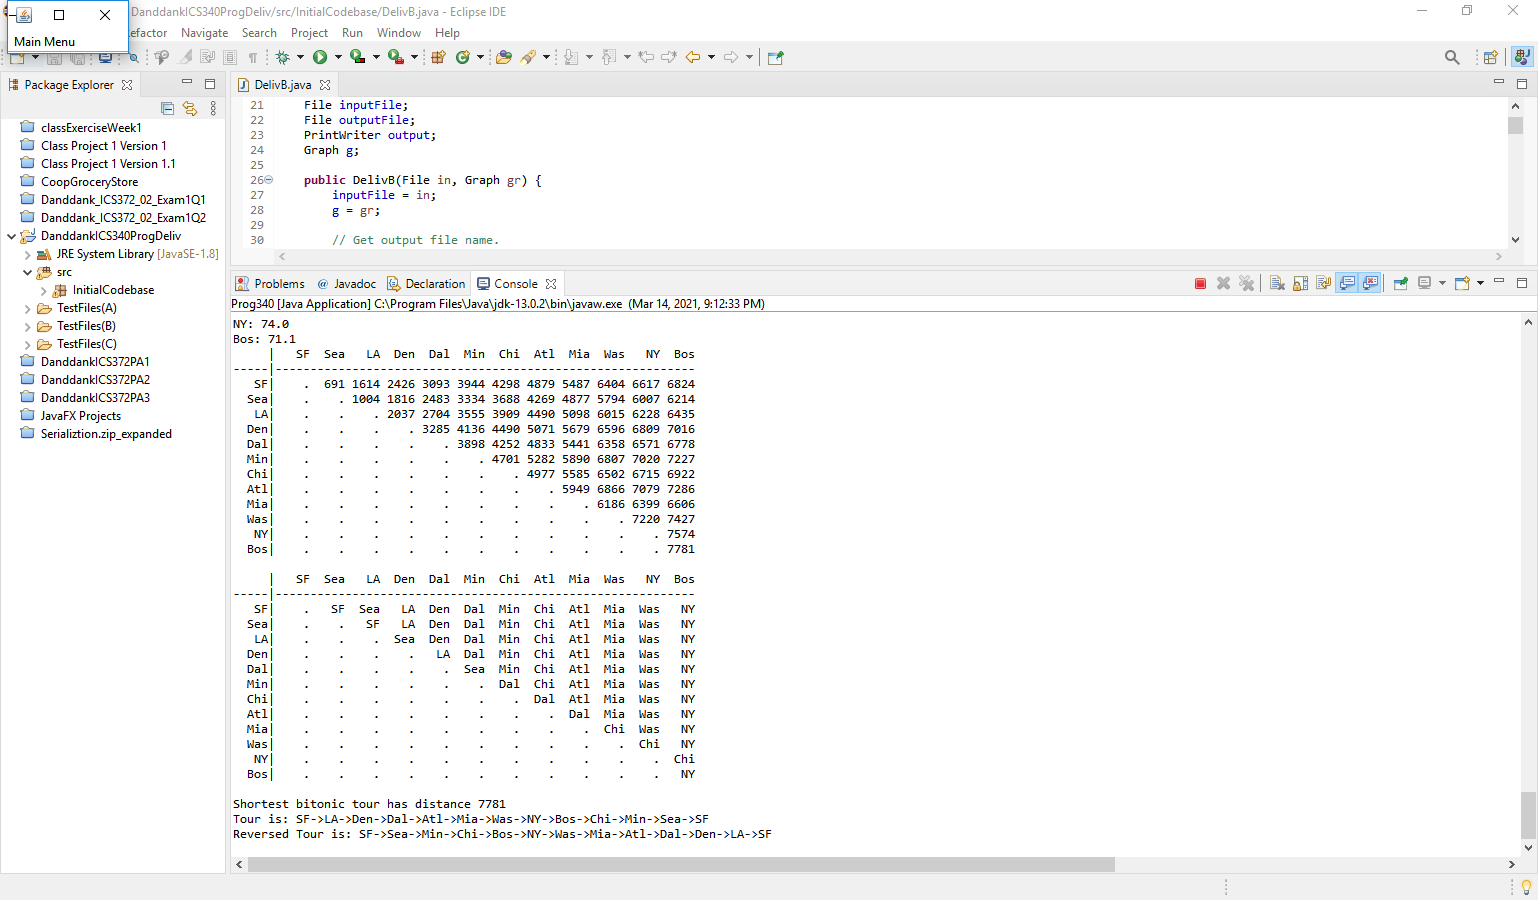 DanddankICS340ProgDeliv/src/InitialCodebase/DelivB.java - Eclipse IDE
Main Menu
efactor Navigate Search Project Run Window Help
Package Explorer
classExerciseWeek1
Class Project 1 Version 1
Class Project 1 Version 1.1
CoopGroceryStore
Danddank_ICS372_02_Exam1Q1
Danddank_ICS372_02_Exam1Q2
DanddankICS340ProgDeliv
JRE System Library [JavaSE-1.8]
src
InitialCodebase
TestFiles(A)
TestFiles(B)
TestFiles(C)
DanddankICS372PA1
DanddankICS372PA2
DanddankICS372PA3
JavaFX Projects
Serializtion.zip_expanded
DelivB.java
21 File inputFile;
22 File outputFile;
23 PrintWriter output;
24 Graph g;
25
26 public DelivB(File in, Graph gr) {
27 inputFile = in;
28 g = gr;
29
30 // Get output file name.
Problems @ Javadoc Declaration Console
Prog340 [Java Application] C:\Program Files\Java\jdk-13.0.2\bin\javaw.exe (Mar 14, 2021, 9:12:33 PM)
NY: 74.0
Bos: 71.1
| SF Sea LA Den Dal Min Chi Atl Mia Was NY Bos
-----|------------------------------------------------------------
SF| . 691 1614 2426 3093 3944 4298 4879 5487 6404 6617 6824
Sea| . . 1004 1816 2483 3334 3688 4269 4877 5794 6007 6214
LA| . . . 2037 2704 3555 3909 4490 5098 6015 6228 6435
Den| . . . . 3285 4136 4490 5071 5679 6596 6809 7016
Dal| . . . . . 3898 4252 4833 5441 6358 6571 6778
Min| . . . . . . 4701 5282 5890 6807 7020 7227
Chi| . . . . . . . 4977 5585 6502 6715 6922
Atl| . . . . . . . . 5949 6866 7079 7286
Mia| . . . . . . . . . 6186 6399 6606
Was| . . . . . . . . . . 7220 7427
NY| . . . . . . . . . . . 7574
Bos| . . . . . . . . . . . 7781
| SF Sea LA Den Dal Min Chi Atl Mia Was NY Bos
-----|------------------------------------------------------------
SF| . SF Sea LA Den Dal Min Chi Atl Mia Was NY
Sea| . . SF LA Den Dal Min Chi Atl Mia Was NY
LA| . . . Sea Den Dal Min Chi Atl Mia Was NY
Den| . . . . LA Dal Min Chi Atl Mia Was NY
Dal| . . . . . Sea Min Chi Atl Mia Was NY
Min| . . . . . . Dal Chi Atl Mia Was NY
Chi| . . . . . . . Dal Atl Mia Was NY
Atl| . . . . . . . . Dal Mia Was NY
Mia| . . . . . . . . . Chi Was NY
Was| . . . . . . . . . . Chi NY
NY| . . . . . . . . . . . Chi
Bos| . . . . . . . . . . . NY
Shortest bitonic tour has distance 7781
Tour is: SF->LA->Den->Dal->Atl->Mia->Was->NY->Bos->Chi->Min->Sea->SF
Reversed Tour is: SF->Sea->Min->Chi->Bos->NY->Was->Mia->Atl->Dal->Den->LA->SF